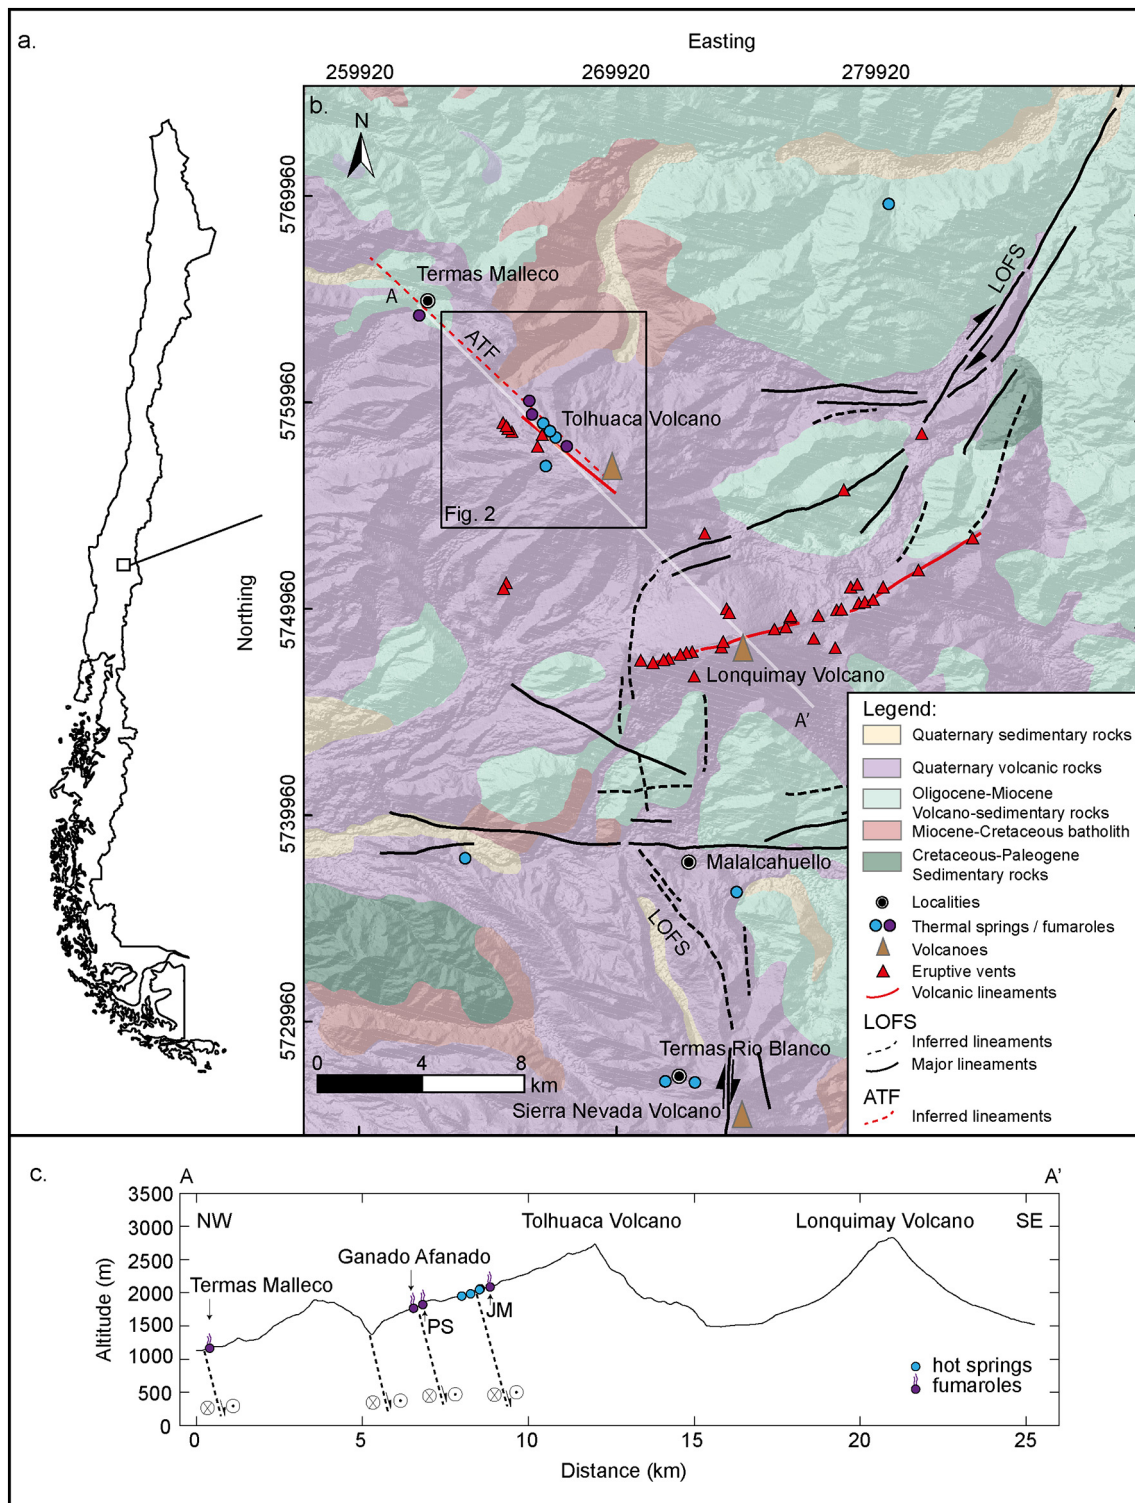 a.
Easting
259920
269920
279920
b.
N
5769960
5759960
5749960
5739960
5729960
Northing
LOFS
Termas Malleco
A
ATF
Tolhuaca Volcano
Fig. 2
Lonquimay Volcano
A'
Malalcahuello
LOFS
Termas Rio Blanco
Sierra Nevada Volcano
0
4
8
km
Legend:
Quaternary sedimentary rocks
Quaternary volcanic rocks
Oligocene-Miocene
Volcano-sedimentary rocks
Miocene-Cretaceous batholith
Cretaceous-Paleogene
Sedimentary rocks
Localities
Thermal springs / fumaroles
Volcanoes
Eruptive vents
Volcanic lineaments
LOFS
Inferred lineaments
Major lineaments
ATF
Inferred lineaments
c.
A
A'
3500
3000
2500
2000
1500
1000
500
0
Altitude (m)
NW
Tolhuaca Volcano
Lonquimay Volcano
SE
Ganado Afanado
Termas Malleco
PS
JM
hot springs
fumaroles
0
5
10
15
20
25
Distance (km)